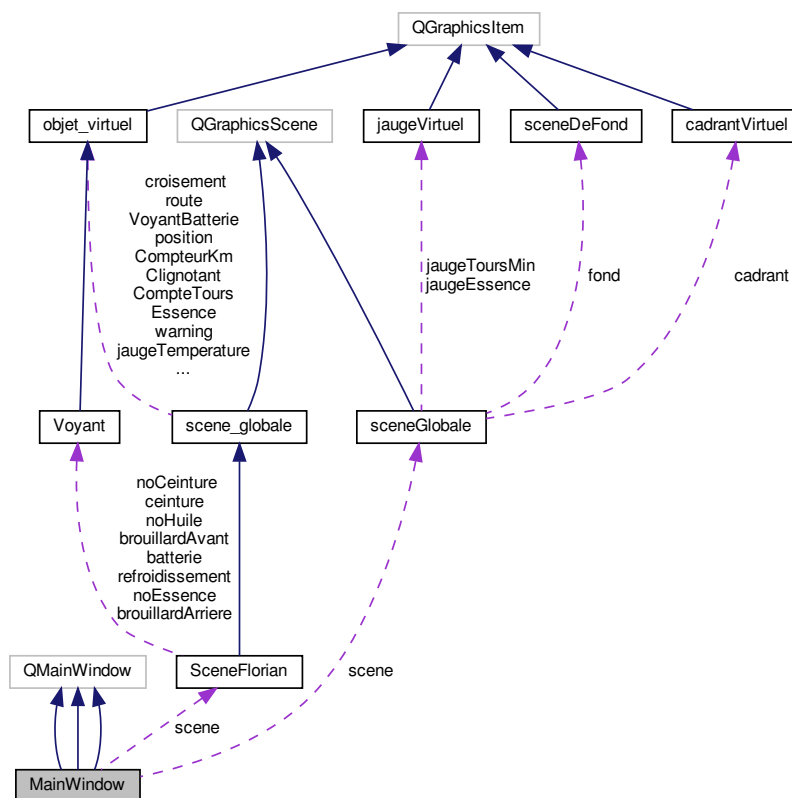 QGraphicsItem
objet_virtuel
QGraphicsScene
jaugeVirtuel
sceneDeFond
cadrantVirtuel
croisement
route
VoyantBatterie
position
CompteurKm
Clignotant
CompteTours
Essence
warning
jaugeTemperature
...
jaugeToursMin
jaugeEssence
fond
cadrant
Voyant
scene_globale
sceneGlobale
noCeinture
ceinture
noHuile
brouillardAvant
batterie
refroidissement
noEssence
brouillardArriere
QMainWindow
SceneFlorian
scene
scene
MainWindow